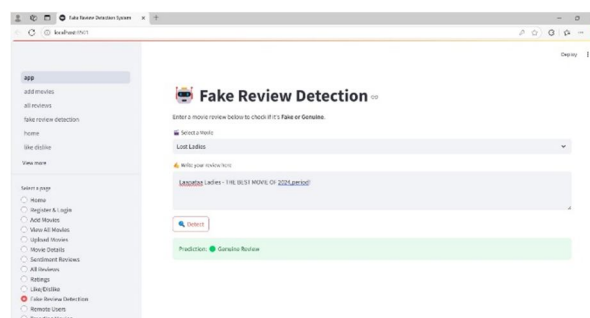 Fake Review Detection System
localhost:8501
Deploy
app
add movies
all reviews
fake review detection
home
like dislike
View more
Select a page
Home
Register & Login
Add Movies
View All Movies
Upload Movies
Movie Details
Sentiment Reviews
All Reviews
Ratings
Like/Dislike
Fake Review Detection
Remote Users
Fake Review Detection
Enter a movie review below to check if it's Fake or Genuine.
Select a Movie
Lost Ladies
Write your review here
Laapataa Ladies - THE BEST MOVIE OF 2024,period!
Detect
Prediction: Genuine Review